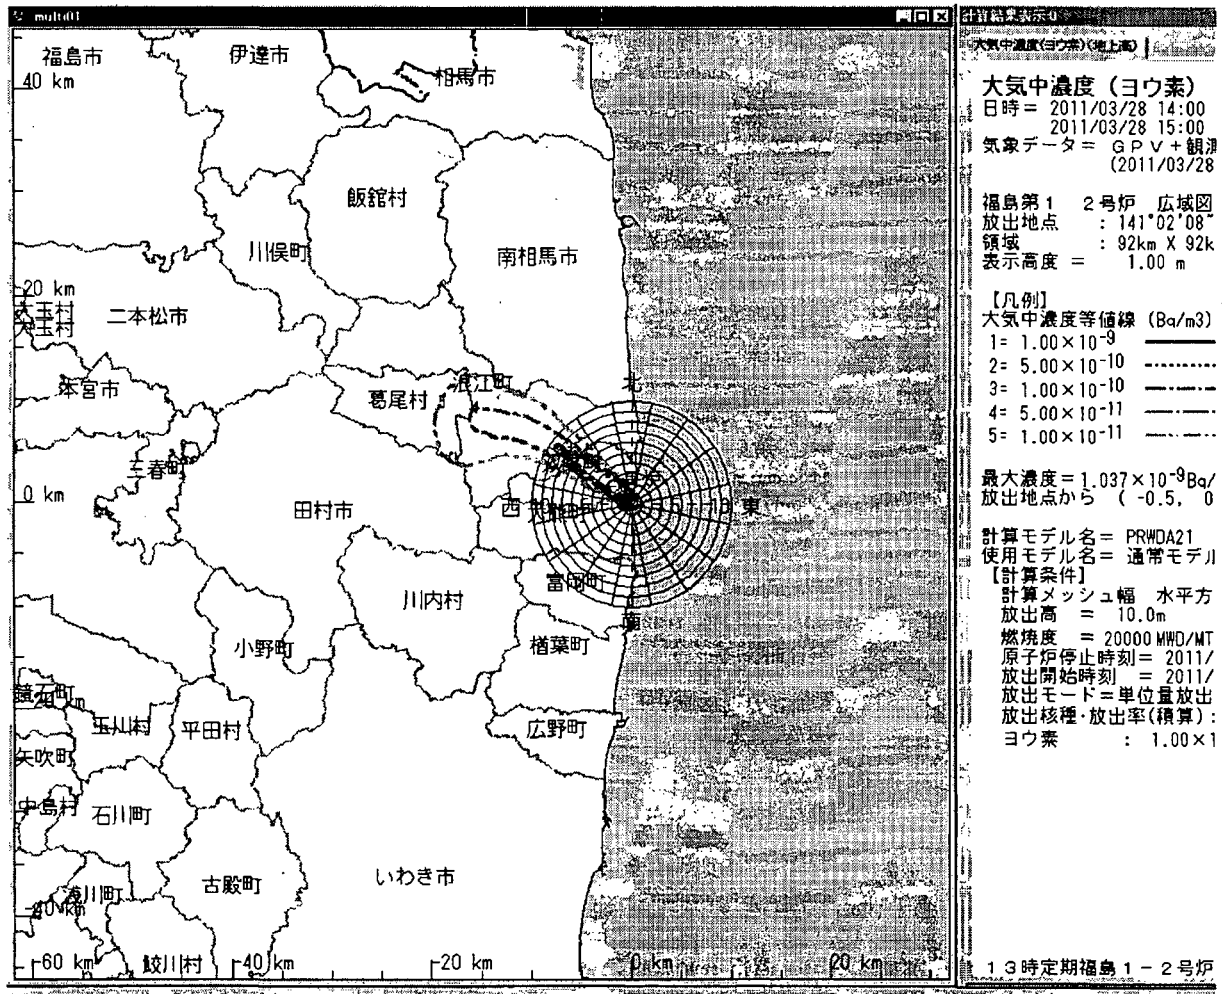 multi01
福島市
伊達市
相馬市
40 km
飯舘村
川俣町
南相馬市
20 km
大玉村
大玉村
二本松市
本宮市
葛尾村
浪江町
北
三春町
0 km
田村市
西
東
富岡町
川内村
南
小野町
楢葉町
鏡石町
玉川村
平田村
広野町
矢吹町
中島村
石川町
浅川町
古殿町
いわき市
-40 km
-60 km
鮫川村
-40 km
-20 km
0 km
20 km
計算結果表示:0
大気中濃度(ヨウ素)(地上高)
大気中濃度(ヨウ素)
日時= 2011/03/28 14:00
2011/03/28 15:00
気象データ= GPV+観測
(2011/03/28
福島第1 2号炉 広域図
放出地点 : 141°02'08"
領域 : 92km X 92k
表示高度 = 1.00 m
【凡例】
大気中濃度等値線 (Bq/m3)
1= 1.00×10-9
2= 5.00×10-10
3= 1.00×10-10
4= 5.00×10-11
5= 1.00×10-11
最大濃度=1.037×10-9Bq/
放出地点から ( -0.5, 0
計算モデル名= PRWDA21
使用モデル名= 通常モデル
【計算条件】
計算メッシュ幅 水平方
放出高 = 10.0m
燃焼度 = 20000MWD/MT
原子炉停止時刻= 2011/
放出開始時刻 = 2011/
放出モード=単位量放出
放出核種・放出率(積算):
ヨウ素 : 1.00×1
13時定期福島1-2号炉